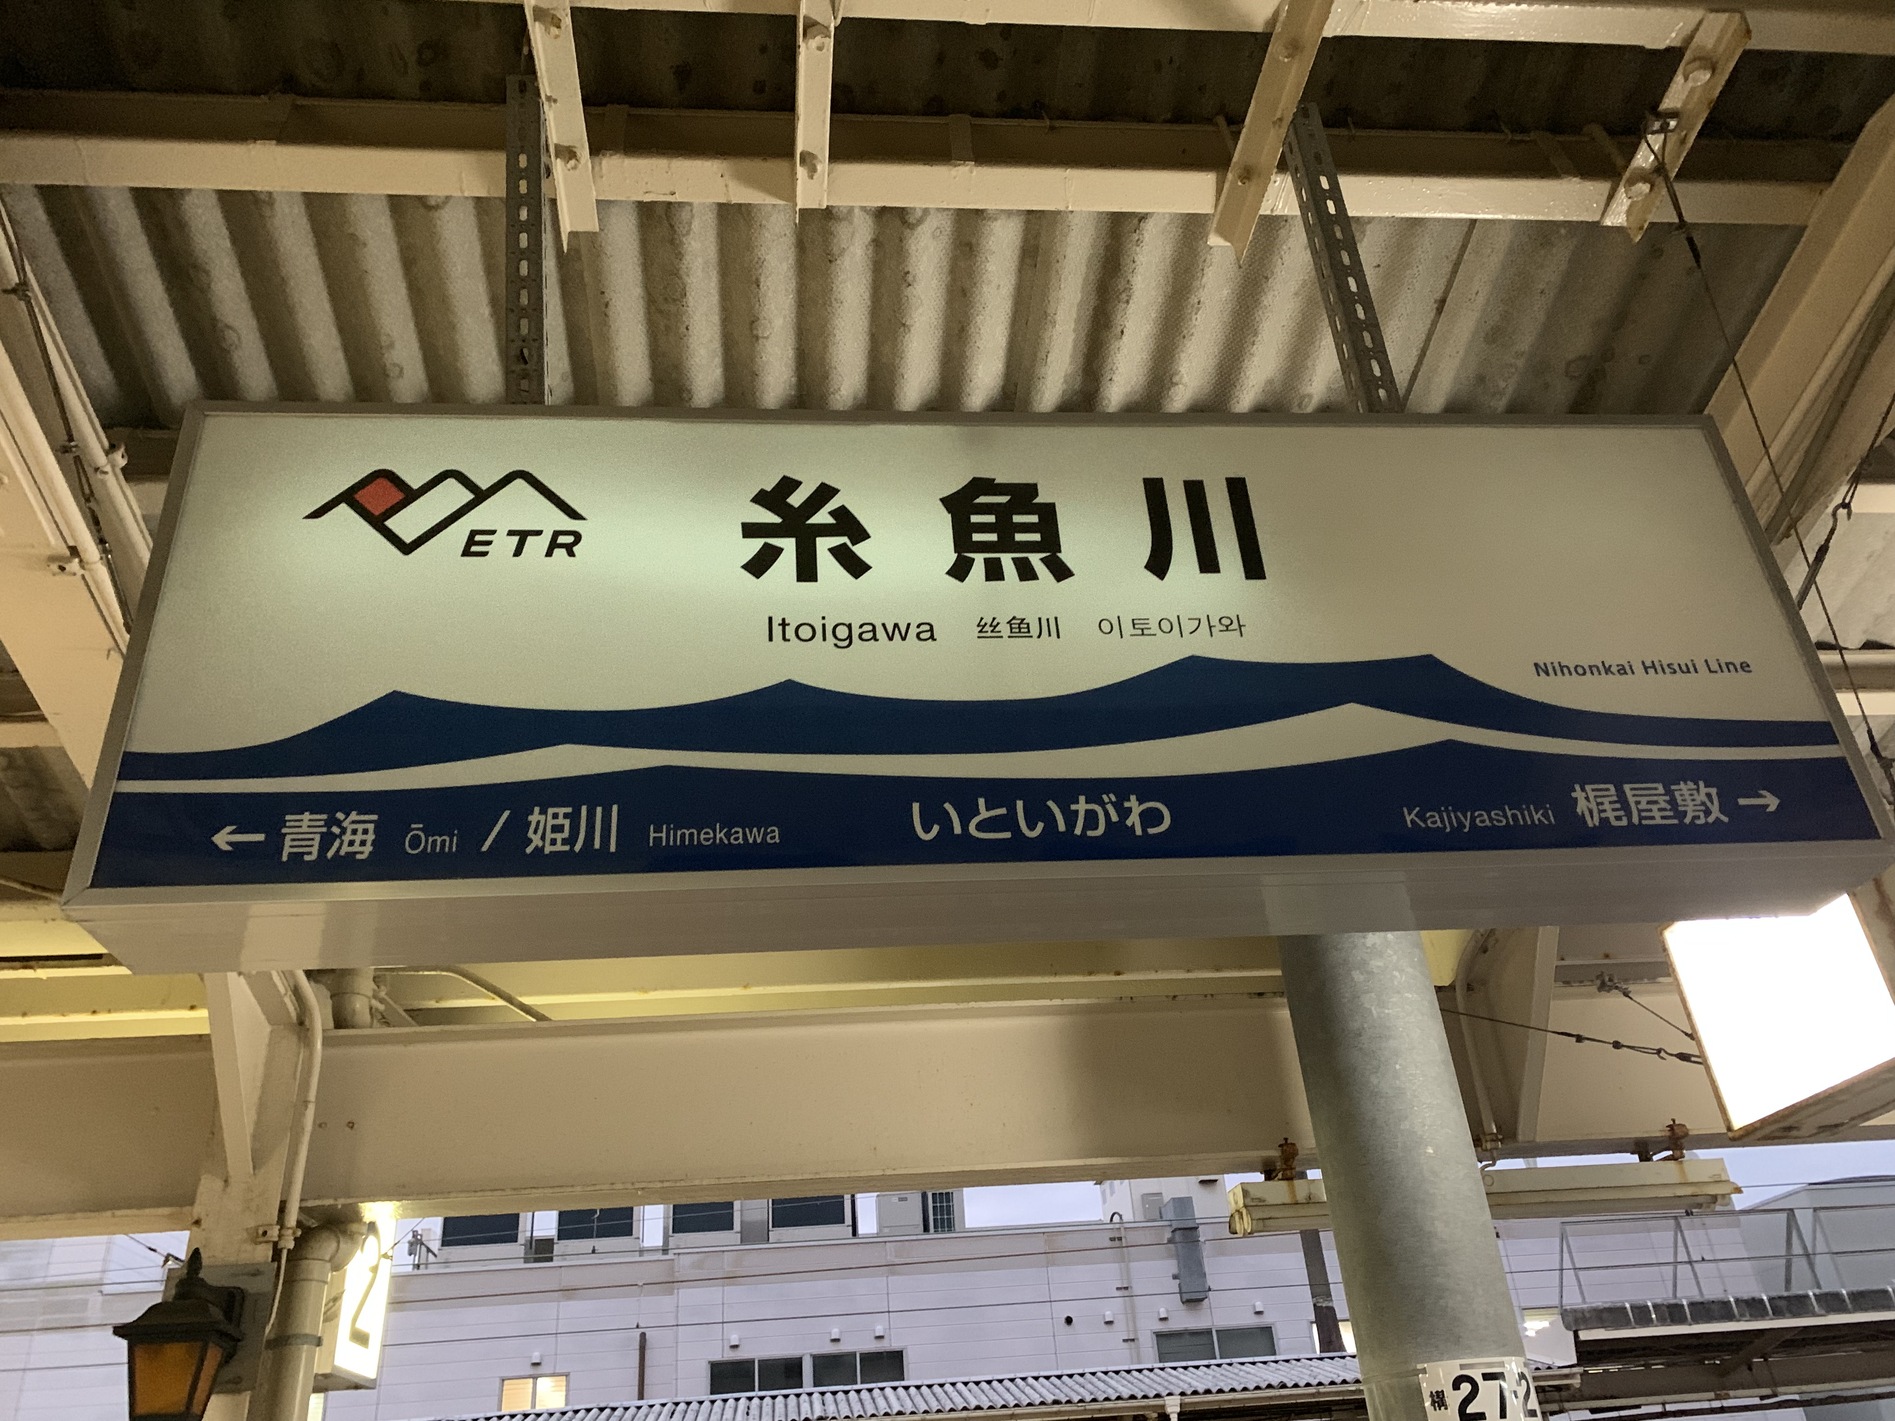 ETR
糸魚川
Itoigawa 丝鱼川 이토이가와
Nihonkai Hisui Line
←青海 Ōmi / 姫川 Himekawa いといがわ Kajiyashiki 梶屋敷→
2
横 27-2